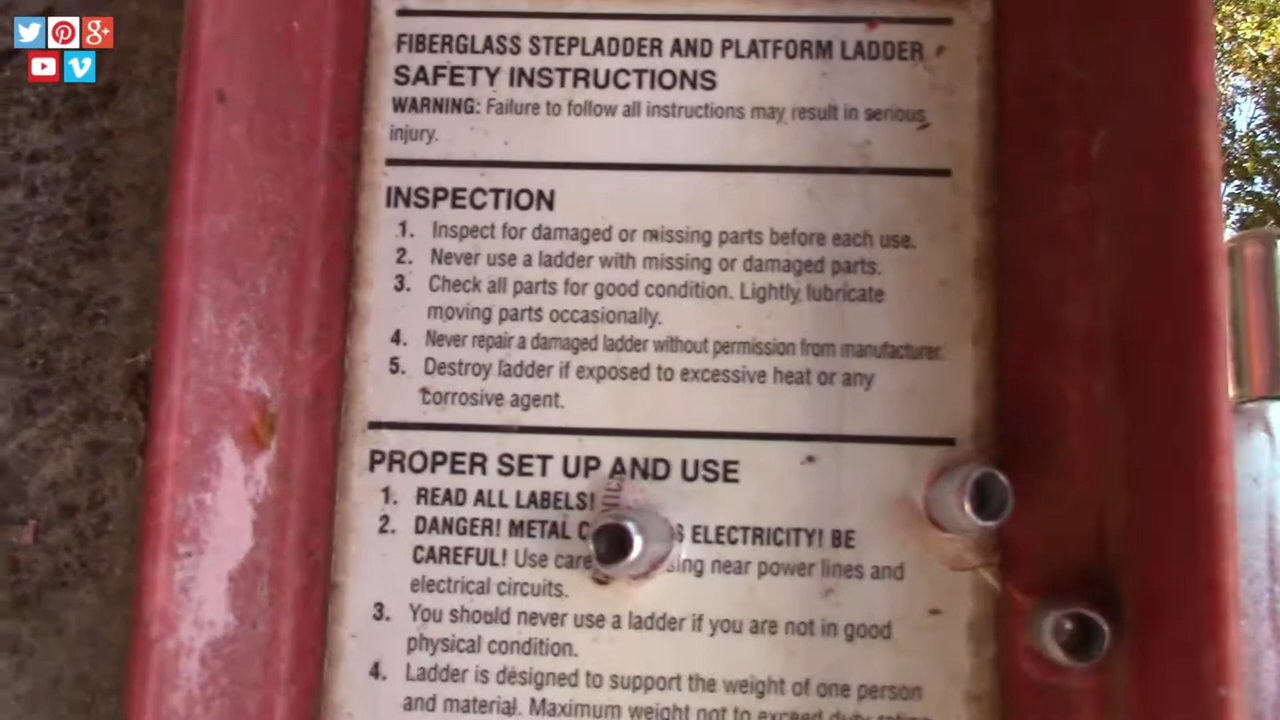 FIBERGLASS STEPLADDER AND PLATFORM LADDER
SAFETY INSTRUCTIONS
WARNING: Failure to follow all instructions may result in serious
injury.
INSPECTION
1. Inspect for damaged or missing parts before each use.
2. Never use a ladder with missing or damaged parts.
3. Check all parts for good condition. Lightly lubricate
moving parts occasionally.
4. Never repair a damaged ladder without permission from manufacturer.
5. Destroy ladder if exposed to excessive heat or any
corrosive agent.
PROPER SET UP AND USE
1. READ ALL LABELS!
2. DANGER! METAL ELECTRICITY! BE
CAREFUL! Use care near power lines and
electrical circuits.
3. You should never use a ladder if you are not in good
physical condition.
4. Ladder is designed to support the weight of one person
and material. Maximum weight not to exceed duty rating